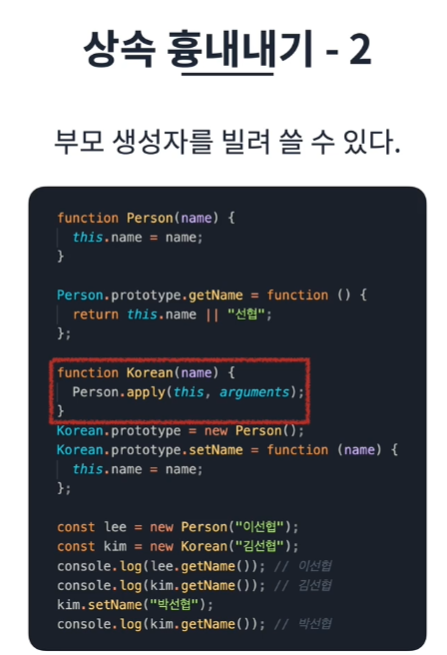 상속 흉내내기 - 2
부모 생성자를 빌려 쓸 수 있다.
function Person(name) {
  this.name = name;
}

Person.prototype.getName = function () {
  return this.name || "선협";
};

function Korean(name) {
  Person.apply(this, arguments);
}
Korean.prototype = new Person();
Korean.prototype.setName = function (name) {
  this.name = name;
};

const lee = new Person("이선협");
const kim = new Korean("김선협");
console.log(lee.getName()); // 이선협
console.log(kim.getName()); // 김선협
kim.setName("박선협");
console.log(kim.getName()); // 박선협